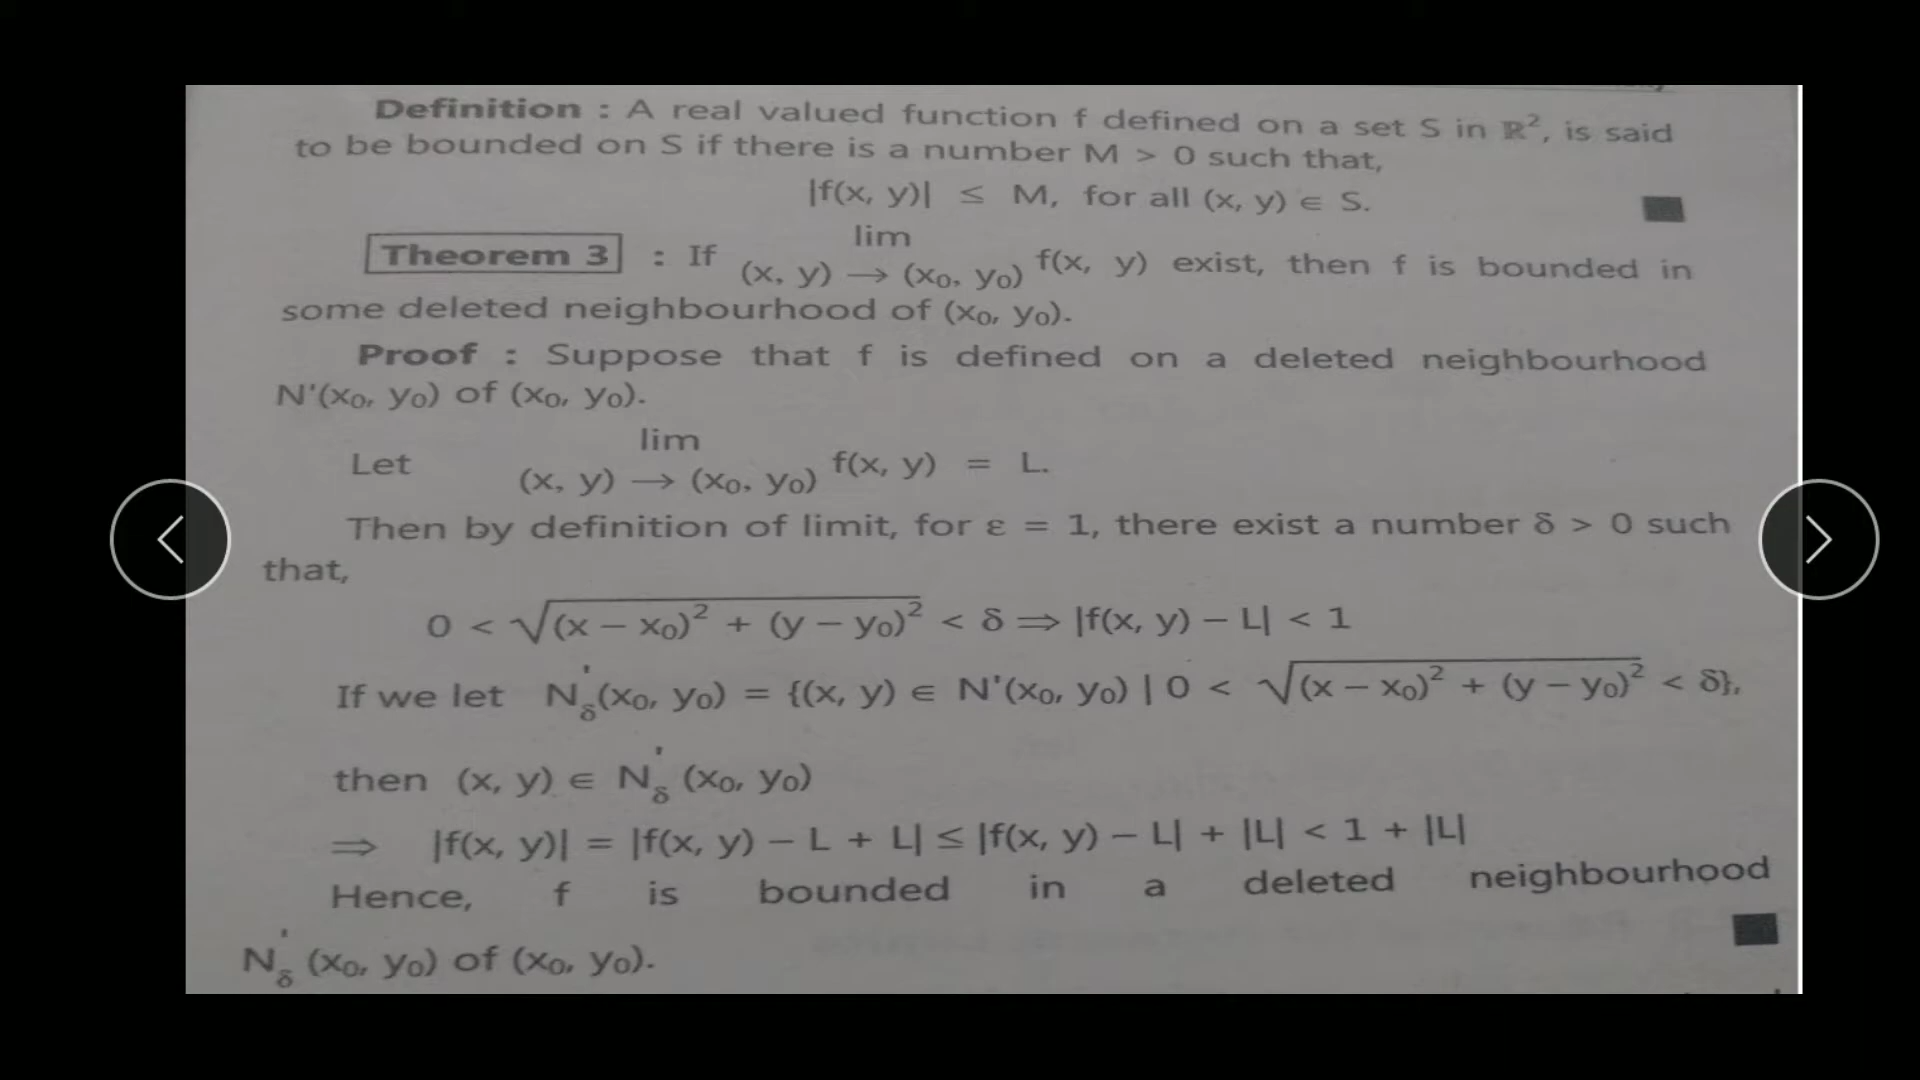 Definition : A real valued function f defined on a set S in ℝ², is said
to be bounded on S if there is a number M > 0 such that,
|f(x, y)| ≤ M, for all (x, y) ∈ S.
lim
Theorem 3 : If (x, y) → (x₀, y₀) f(x, y) exist, then f is bounded in
some deleted neighbourhood of (x₀, y₀).
Proof : Suppose that f is defined on a deleted neighbourhood
N'(x₀, y₀) of (x₀, y₀).
lim
Let (x, y) → (x₀, y₀) f(x, y) = L.
Then by definition of limit, for ε = 1, there exist a number δ > 0 such
that,
0 < √(x – x₀)² + (y – y₀)² < δ ⇒ |f(x, y) – L| < 1
If we let N'δ(x₀, y₀) = {(x, y) ∈ N'(x₀, y₀) | 0 < √(x – x₀)² + (y – y₀)² < δ},
then (x, y) ∈ N'δ (x₀, y₀)
⇒ |f(x, y)| = |f(x, y) – L + L| ≤ |f(x, y) – L| + |L| < 1 + |L|
Hence, f is bounded in a deleted neighbourhood
N'δ (x₀, y₀) of (x₀, y₀).